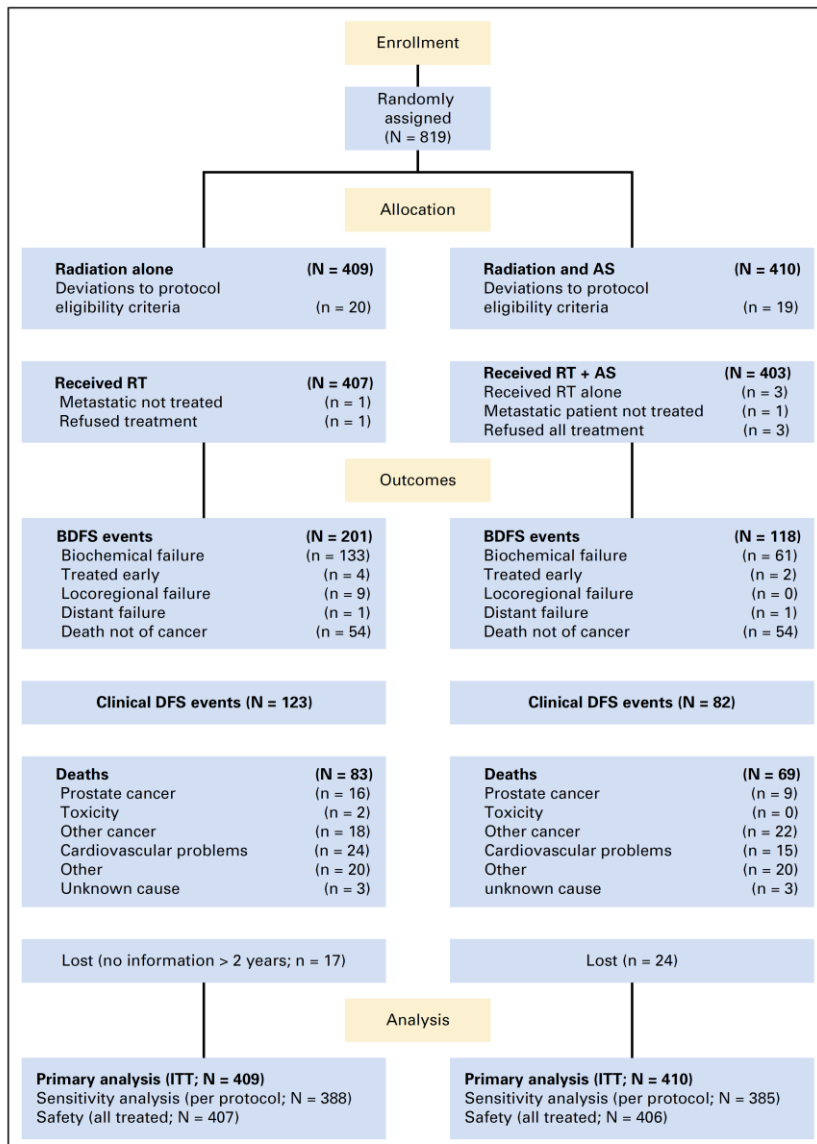 Enrollment
Randomly
assigned
(N = 819)
Allocation
Radiation alone (N = 409)
Deviations to protocol
eligibility criteria (n = 20)
Radiation and AS (N = 410)
Deviations to protocol
eligibility criteria (n = 19)
Received RT (N = 407)
Metastatic not treated (n = 1)
Refused treatment (n = 1)
Received RT + AS (N = 403)
Received RT alone (n = 3)
Metastatic patient not treated (n = 1)
Refused all treatment (n = 3)
Outcomes
BDFS events (N = 201)
Biochemical failure (n = 133)
Treated early (n = 4)
Locoregional failure (n = 9)
Distant failure (n = 1)
Death not of cancer (n = 54)
BDFS events (N = 118)
Biochemical failure (n = 61)
Treated early (n = 2)
Locoregional failure (n = 0)
Distant failure (n = 1)
Death not of cancer (n = 54)
Clinical DFS events (N = 123)
Clinical DFS events (N = 82)
Deaths (N = 83)
Prostate cancer (n = 16)
Toxicity (n = 2)
Other cancer (n = 18)
Cardiovascular problems (n = 24)
Other (n = 20)
Unknown cause (n = 3)
Deaths (N = 69)
Prostate cancer (n = 9)
Toxicity (n = 0)
Other cancer (n = 22)
Cardiovascular problems (n = 15)
Other (n = 20)
unknown cause (n = 3)
Lost (no information > 2 years; n = 17)
Lost (n = 24)
Analysis
Primary analysis (ITT; N = 409)
Sensitivity analysis (per protocol; N = 388)
Safety (all treated; N = 407)
Primary analysis (ITT; N = 410)
Sensitivity analysis (per protocol; N = 385)
Safety (all treated; N = 406)